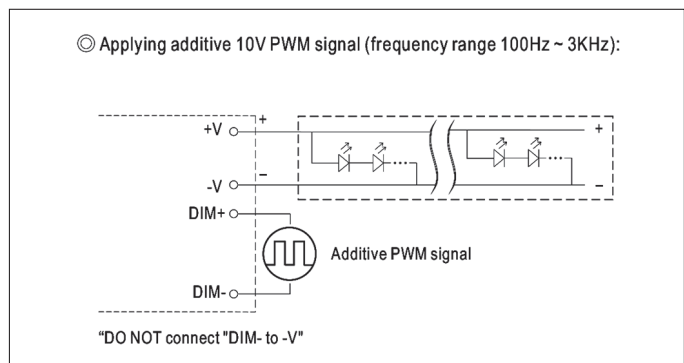 ◎ Applying additive 10V PWM signal (frequency range 100Hz ~ 3KHz):
+
+V
+
-V
−
−
DIM+
Additive PWM signal
DIM-
“DO NOT connect "DIM- to -V"